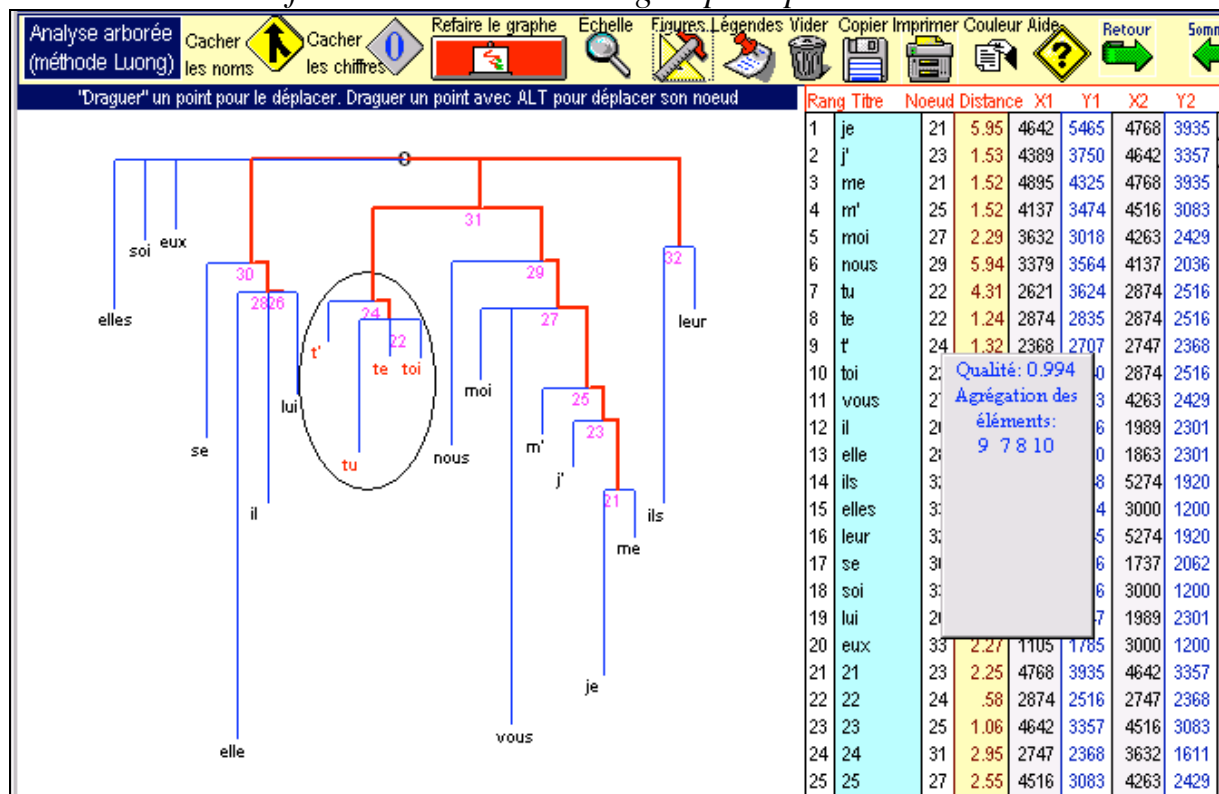 Analyse arborée
(méthode Luong)
Cacher
les noms
Cacher
les chiffres
0
Refaire le graphe
Echelle
Figures
Légendes
Vider
Copier
Imprimer
Couleur
Aide
?
Retour
"Draguer" un point pour le déplacer. Draguer un point avec ALT pour déplacer son noeud
31
soi
eux
30
29
32
elles
2826
24
27
leur
t'
22
te
toi
lui
moi
25
se
tu
nous
m'
23
j'
il
21
ils
me
je
elle
vous
Rang Titre Noeud Distance X1 Y1 X2 Y2
1 je 21 5.95 4642 5465 4768 3935
2 j' 23 1.53 4389 3750 4642 3357
3 me 21 1.52 4895 4325 4768 3935
4 m' 25 1.52 4137 3474 4516 3083
5 moi 27 2.29 3632 3018 4263 2429
6 nous 29 5.94 3379 3564 4137 2036
7 tu 22 4.31 2621 3624 2874 2516
8 te 22 1.24 2874 2835 2874 2516
9 t' 24 1.32 2368 2707 2747 2368
10 toi 2874 2516
11 vous 4263 2429
12 il 1989 2301
13 elle 1863 2301
14 ils 5274 1920
15 elles 3000 1200
16 leur 5274 1920
17 se 1737 2062
18 soi 3000 1200
19 lui 1989 2301
20 eux 33 2.27 1105 1785 3000 1200
21 21 23 2.25 4768 3935 4642 3357
22 22 24 .58 2874 2516 2747 2368
23 23 25 1.06 4642 3357 4516 3083
24 24 31 2.95 2747 2368 3632 1611
25 25 27 2.55 4516 3083 4263 2429
Qualité: 0.994
Agrégation des
éléments:
9 7 8 10